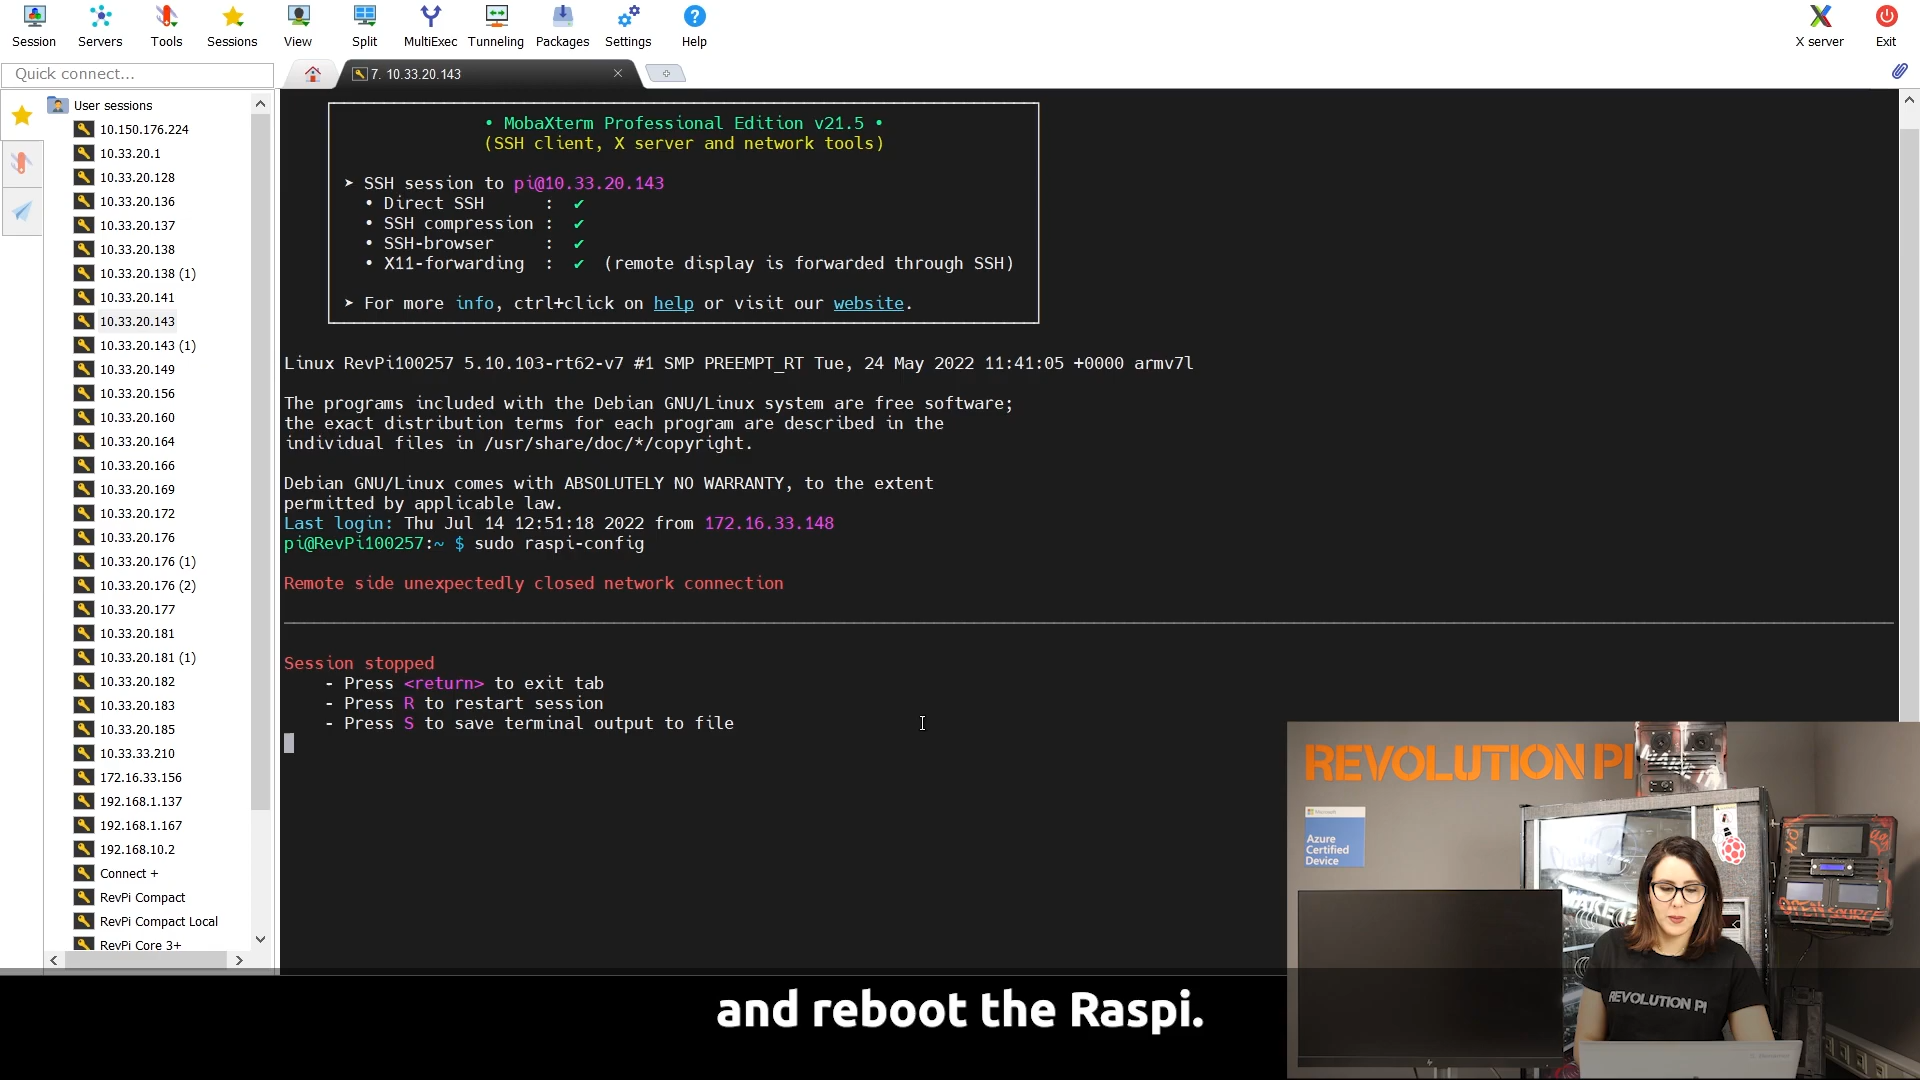 Session
Servers
Tools
Sessions
View
Split
MultiExec
Tunneling
Packages
Settings
Help
X server
Exit
Quick connect...
7. 10.33.20.143
User sessions
10.150.176.224
10.33.20.1
10.33.20.128
10.33.20.136
10.33.20.137
10.33.20.138
10.33.20.138 (1)
10.33.20.141
10.33.20.143
10.33.20.143 (1)
10.33.20.149
10.33.20.156
10.33.20.160
10.33.20.164
10.33.20.166
10.33.20.169
10.33.20.172
10.33.20.176
10.33.20.176 (1)
10.33.20.176 (2)
10.33.20.177
10.33.20.181
10.33.20.181 (1)
10.33.20.182
10.33.20.183
10.33.20.185
10.33.33.210
172.16.33.156
192.168.1.137
192.168.1.167
192.168.10.2
Connect +
RevPi Compact
RevPi Compact Local
RevPi Core 3+
• MobaXterm Professional Edition v21.5 •
(SSH client, X server and network tools)
➤ SSH session to pi@10.33.20.143
• Direct SSH : ✔
• SSH compression : ✔
• SSH-browser : ✔
• X11-forwarding : ✔ (remote display is forwarded through SSH)
➤ For more info, ctrl+click on help or visit our website.
Linux RevPi100257 5.10.103-rt62-v7 #1 SMP PREEMPT_RT Tue, 24 May 2022 11:41:05 +0000 armv7l
The programs included with the Debian GNU/Linux system are free software;
the exact distribution terms for each program are described in the
individual files in /usr/share/doc/*/copyright.
Debian GNU/Linux comes with ABSOLUTELY NO WARRANTY, to the extent
permitted by applicable law.
Last login: Thu Jul 14 12:51:18 2022 from 172.16.33.148
pi@RevPi100257:~ $ sudo raspi-config
Remote side unexpectedly closed network connection
Session stopped
- Press <return> to exit tab
- Press R to restart session
- Press S to save terminal output to file
REVOLUTION PI
Microsoft
Azure
Certified
Device
REVOLUTION PI
and reboot the Raspi.